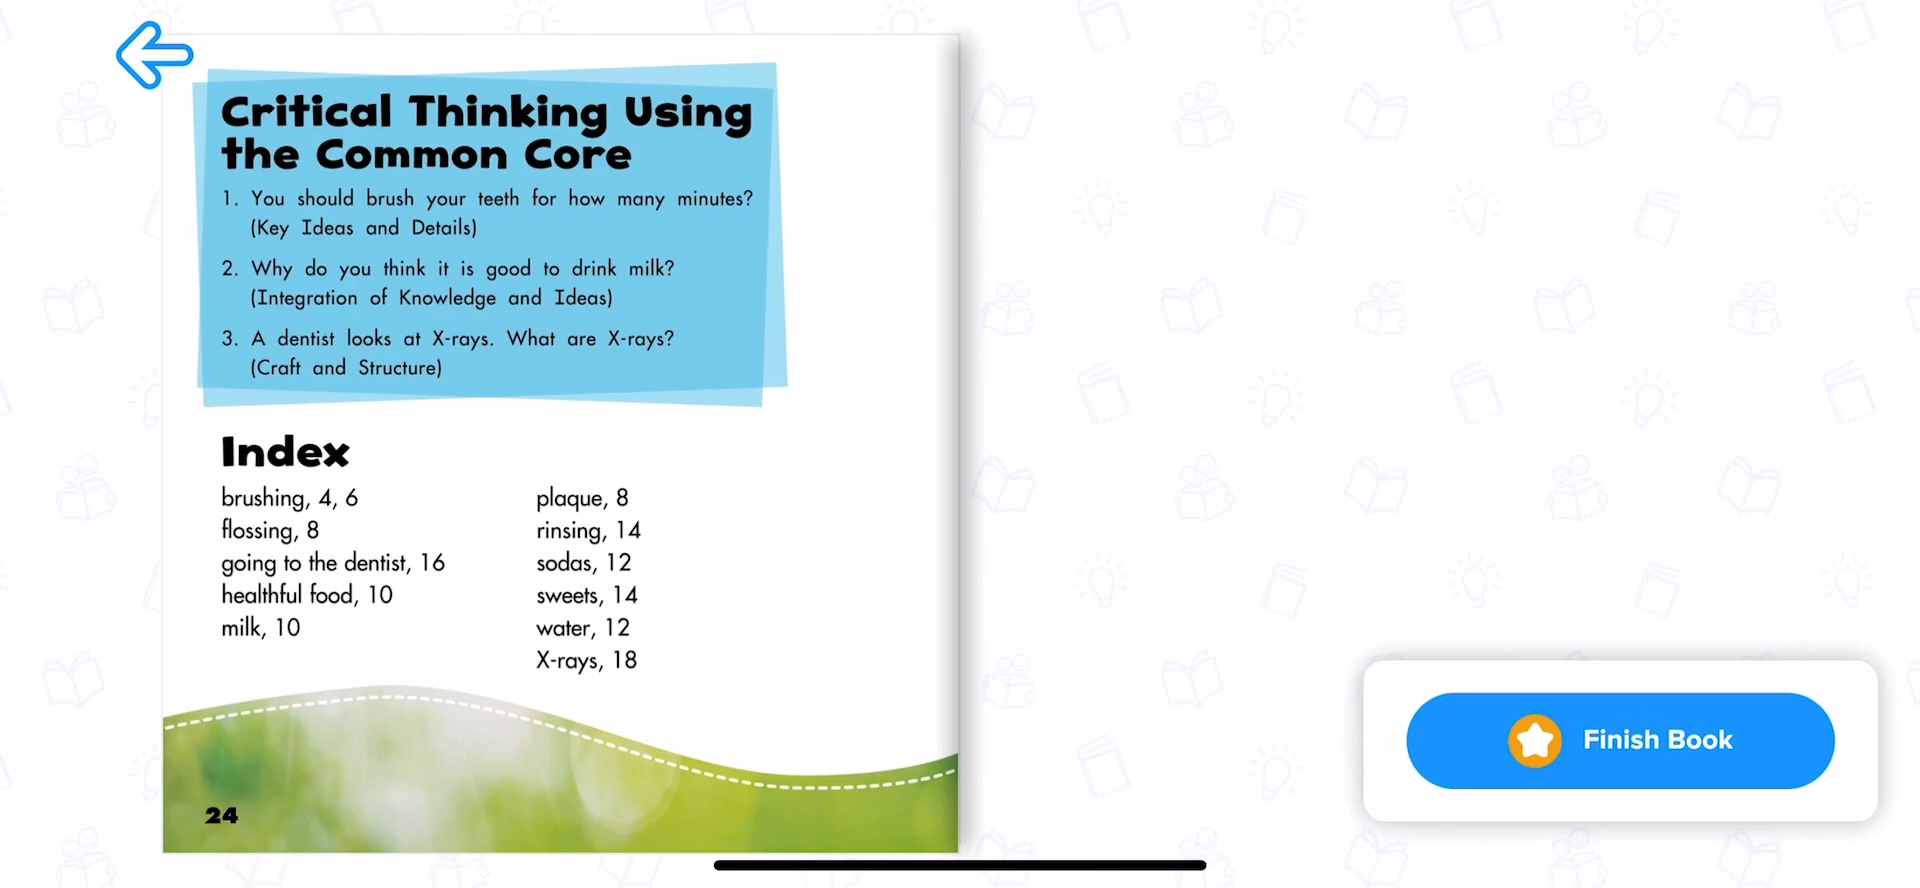 Critical Thinking Using
the Common Core
1. You should brush your teeth for how many minutes?
(Key Ideas and Details)
2. Why do you think it is good to drink milk?
(Integration of Knowledge and Ideas)
3. A dentist looks at X-rays. What are X-rays?
(Craft and Structure)
Index
brushing, 4, 6
flossing, 8
going to the dentist, 16
healthful food, 10
milk, 10
plaque, 8
rinsing, 14
sodas, 12
sweets, 14
water, 12
X-rays, 18
24
Finish Book